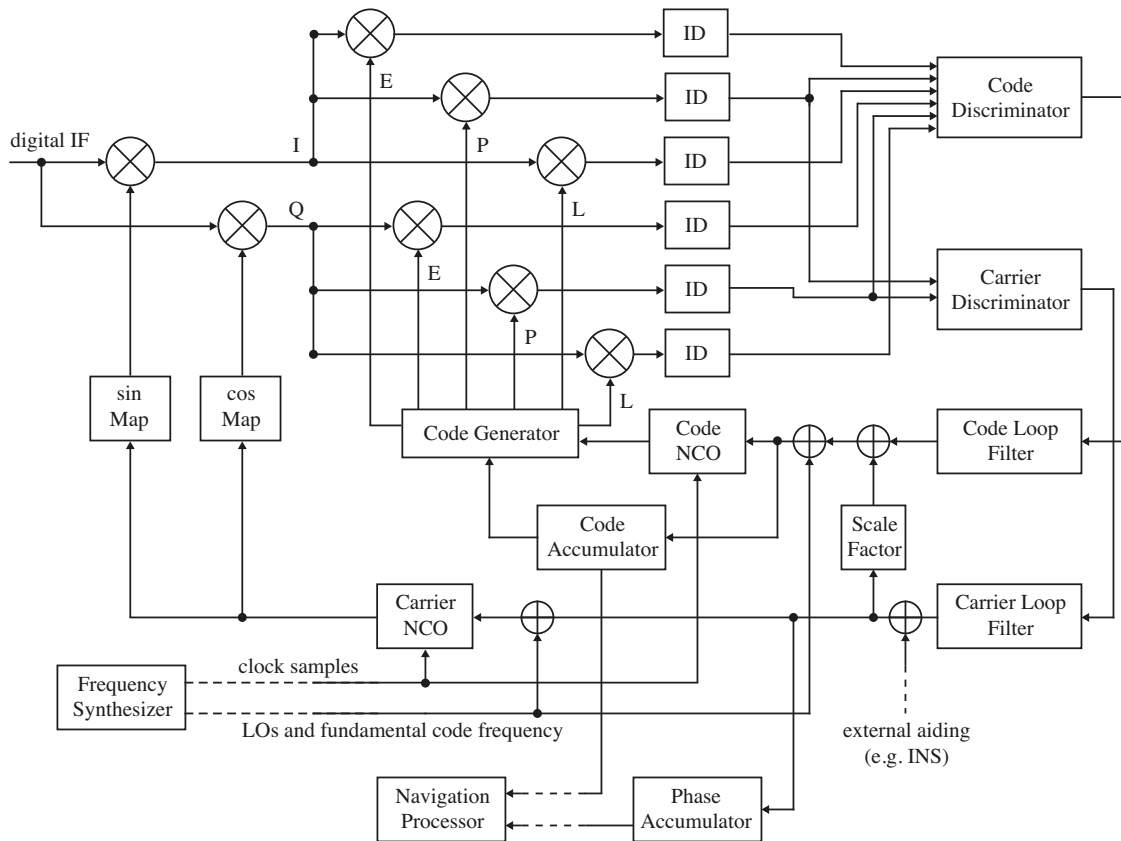 ID
E
ID
Code
Discriminator
digital IF
I
P
ID
Q
L
ID
E
ID
Carrier
Discriminator
P
ID
sin
Map
cos
Map
L
Code Generator
Code
NCO
Code Loop
Filter
Code
Accumulator
Scale
Factor
Carrier
NCO
Carrier Loop
Filter
clock samples
Frequency
Synthesizer
LOs and fundamental code frequency
external aiding
(e.g. INS)
Navigation
Processor
Phase
Accumulator